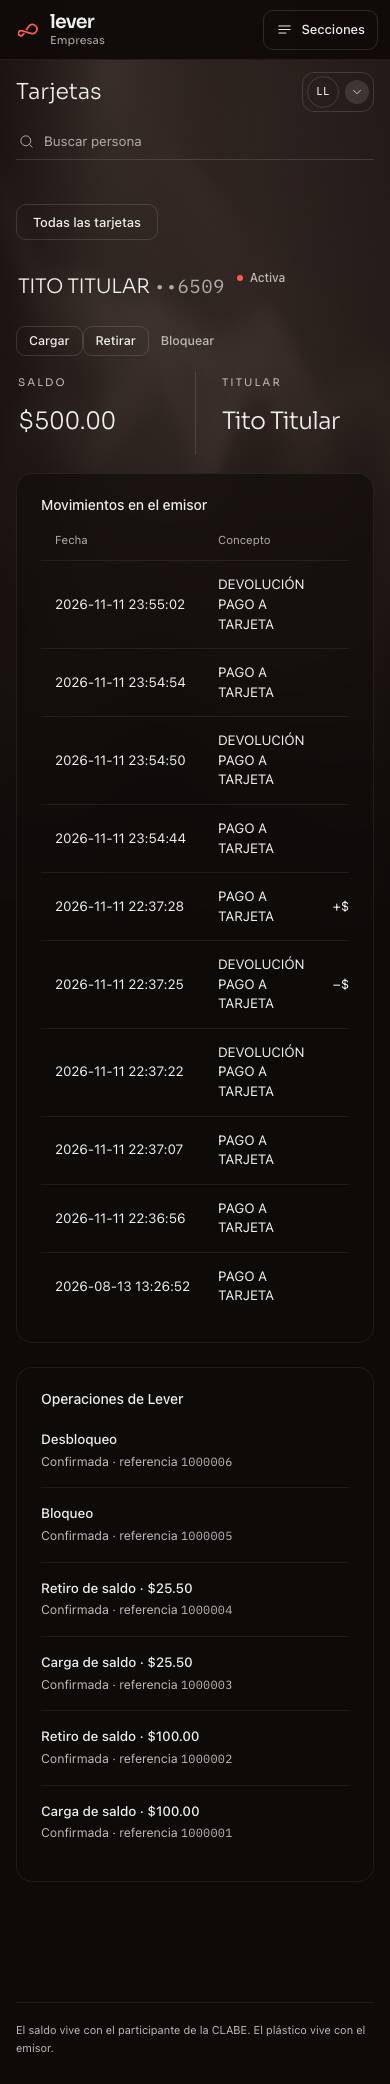 lever
Empresas
Secciones
Tarjetas
LL
Buscar persona
Todas las tarjetas
TITO TITULAR ••6509
Activa
Cargar Retirar Bloquear
SALDO
TITULAR
$500.00
Tito Titular
Movimientos en el emisor
Fecha Concepto
2026-11-11 23:55:02 DEVOLUCIÓN
PAGO A
TARJETA
2026-11-11 23:54:54 PAGO A
TARJETA
2026-11-11 23:54:50 DEVOLUCIÓN
PAGO A
TARJETA
2026-11-11 23:54:44 PAGO A
TARJETA
2026-11-11 22:37:28 PAGO A
TARJETA
+$
2026-11-11 22:37:25 DEVOLUCIÓN
PAGO A
TARJETA
−$
2026-11-11 22:37:22 DEVOLUCIÓN
PAGO A
TARJETA
2026-11-11 22:37:07 PAGO A
TARJETA
2026-11-11 22:36:56 PAGO A
TARJETA
2026-08-13 13:26:52 PAGO A
TARJETA
Operaciones de Lever
Desbloqueo
Confirmada · referencia 1000006
Bloqueo
Confirmada · referencia 1000005
Retiro de saldo · $25.50
Confirmada · referencia 1000004
Carga de saldo · $25.50
Confirmada · referencia 1000003
Retiro de saldo · $100.00
Confirmada · referencia 1000002
Carga de saldo · $100.00
Confirmada · referencia 1000001
El saldo vive con el participante de la CLABE. El plástico vive con el
emisor.